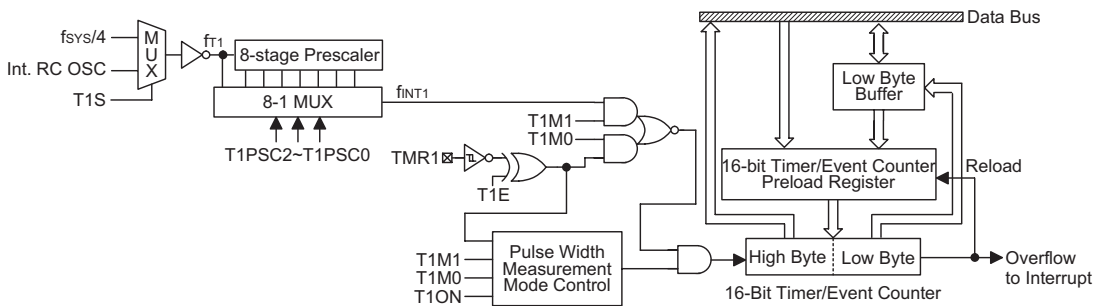 fSYS/4
Int. RC OSC
T1S
MUX
fT1
8-stage Prescaler
8-1 MUX
T1PSC2~T1PSC0
fINT1
T1M1
T1M0
TMR1
T1E
T1M1
T1M0
T1ON
Pulse Width
Measurement
Mode Control
Data Bus
Low Byte
Buffer
16-bit Timer/Event Counter
Preload Register
Reload
High Byte
Low Byte
16-Bit Timer/Event Counter
Overflow
to Interrupt